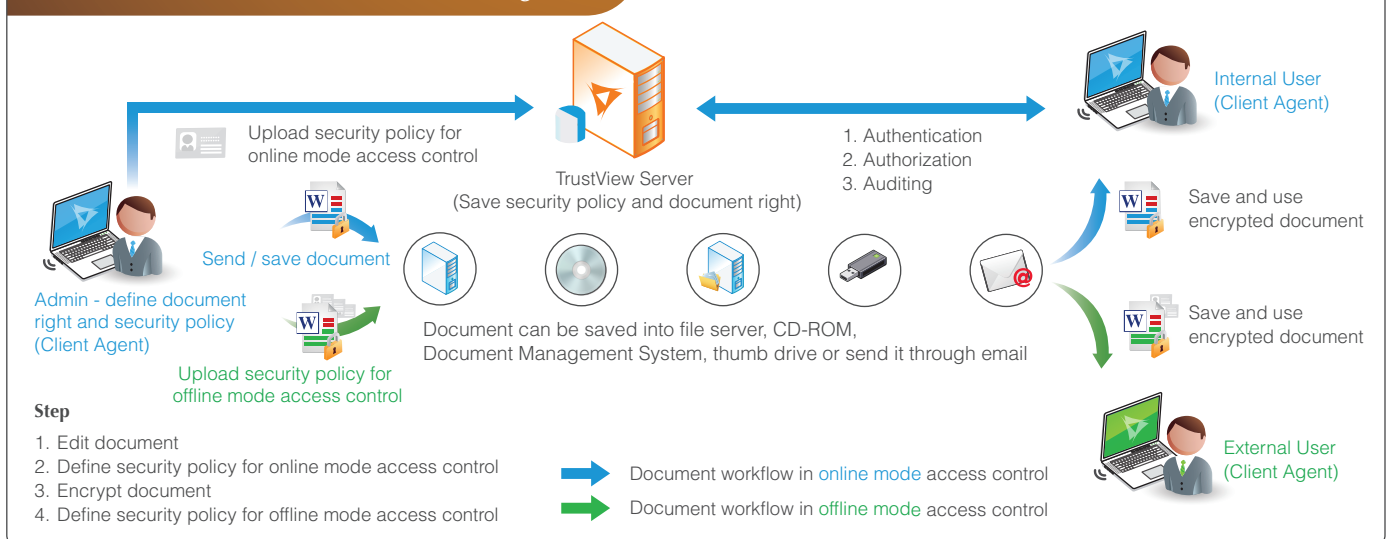 Internal User
(Client Agent)
Upload security policy for
online mode access control
1. Authentication
2. Authorization
3. Auditing
TrustView Server
(Save security policy and document right)
W
Send / save document
W
Save and use
encrypted document
Admin - define document
right and security policy
(Client Agent)
W
@
Document can be saved into file server, CD-ROM,
Document Management System, thumb drive or send it through email
W
Save and use
encrypted document
Upload security policy for
offline mode access control
Step
1. Edit document
2. Define security policy for online mode access control
3. Encrypt document
4. Define security policy for offline mode access control
Document workflow in online mode access control
Document workflow in offline mode access control
External User
(Client Agent)